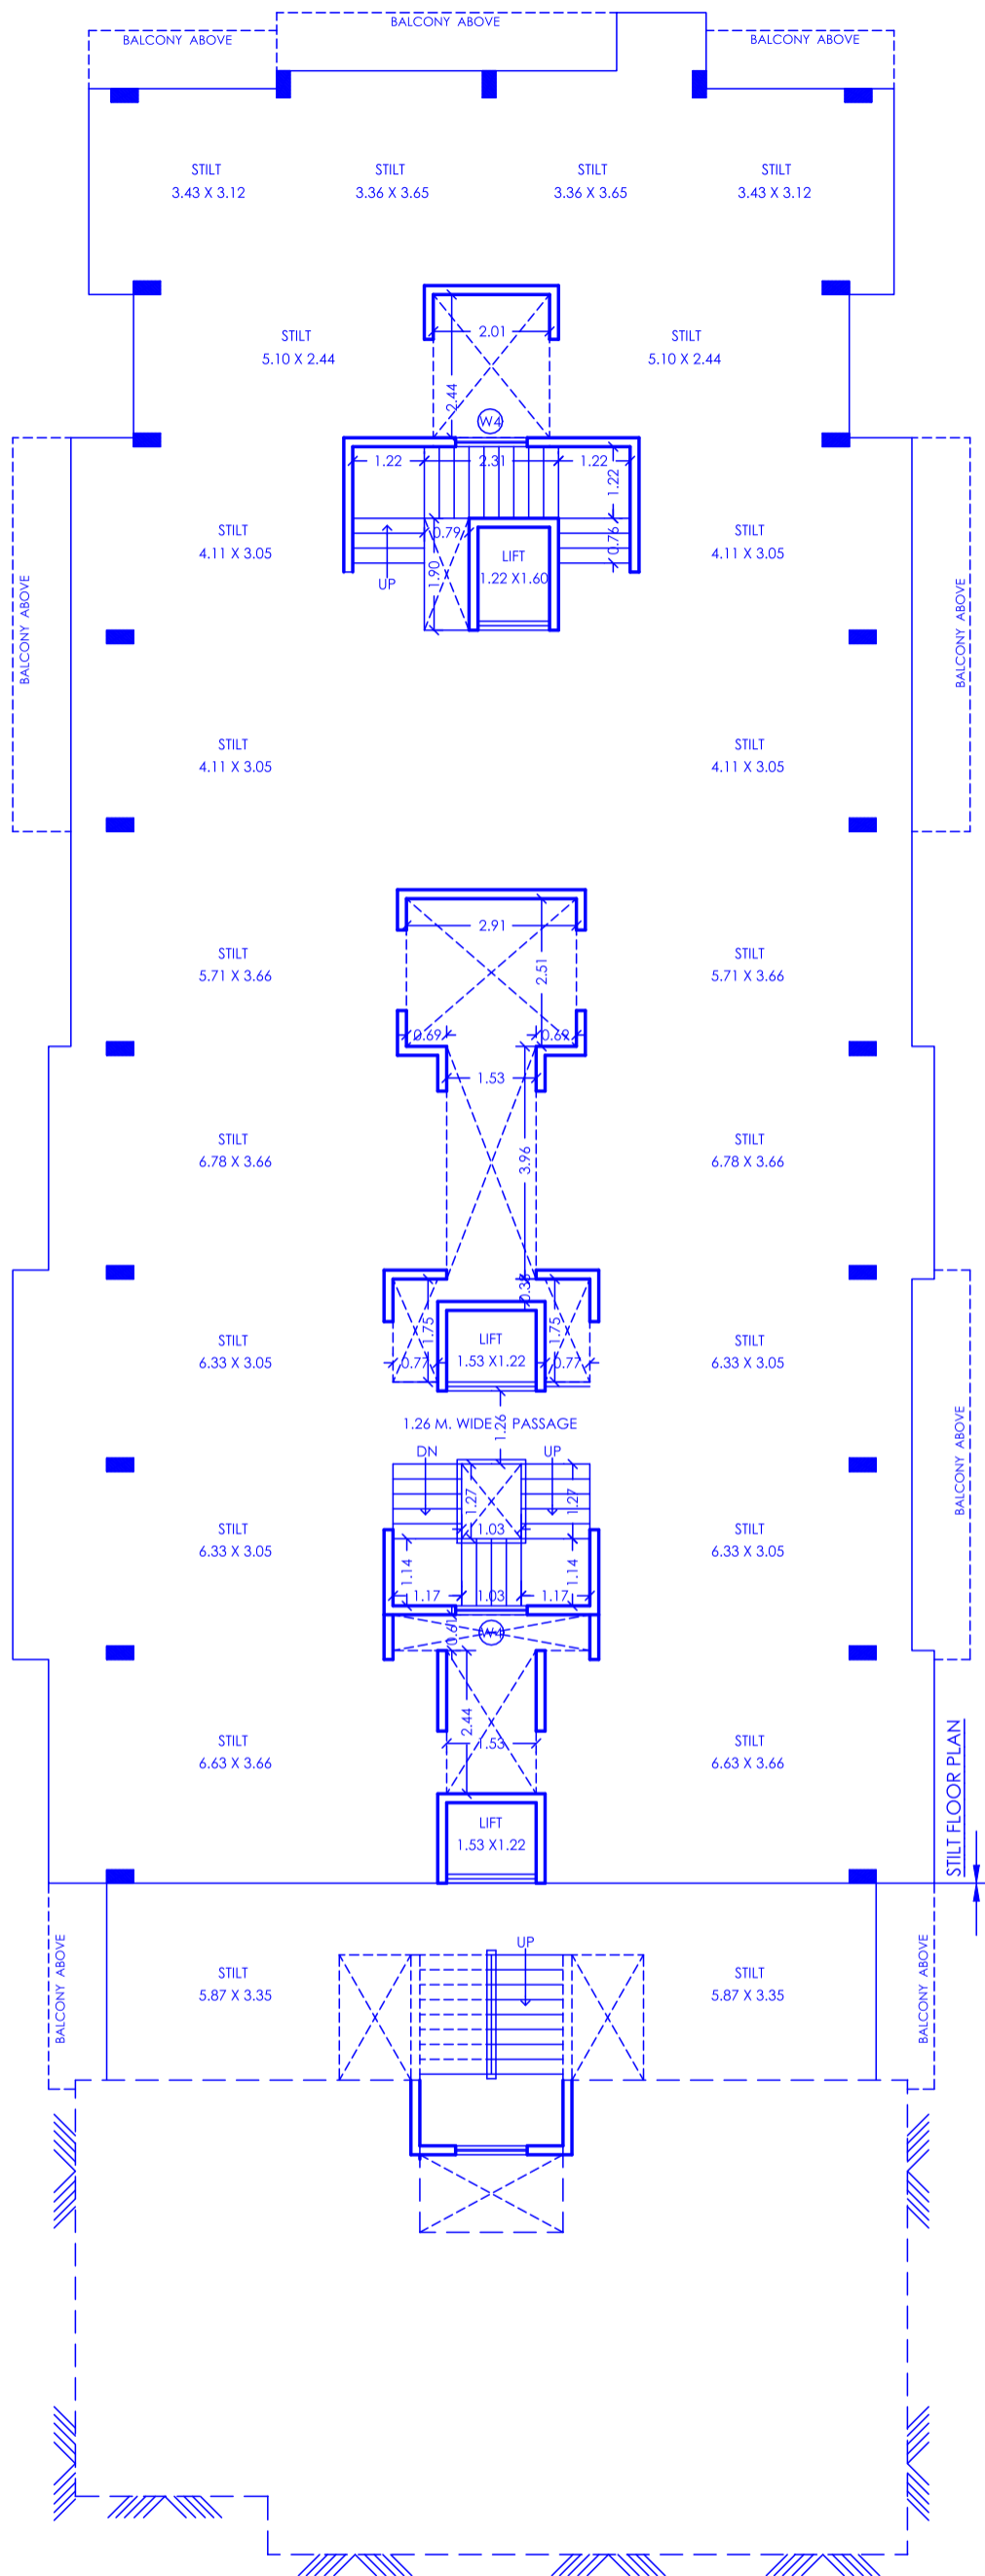 BALCONY ABOVE
BALCONY ABOVE
BALCONY ABOVE
STILT
3.43 X 3.12
STILT
3.36 X 3.65
STILT
3.36 X 3.65
STILT
3.43 X 3.12
STILT
5.10 X 2.44
2.01
2.44
W4
STILT
5.10 X 2.44
1.22
2.31
1.22
1.22
STILT
4.11 X 3.05
BALCONY ABOVE
UP
0.79
1.90
LIFT
1.22 X1.60
0.76
STILT
4.11 X 3.05
BALCONY ABOVE
STILT
4.11 X 3.05
STILT
4.11 X 3.05
STILT
5.71 X 3.66
2.91
2.51
STILT
5.71 X 3.66
0.69
0.69
1.53
STILT
6.78 X 3.66
3.96
STILT
6.78 X 3.66
STILT
6.33 X 3.05
1.75
0.77
LIFT
1.53 X1.22
1.75
0.77
STILT
6.33 X 3.05
1.26 M. WIDE PASSAGE
1.26
BALCONY ABOVE
DN
UP
1.27
1.27
1.03
STILT
6.33 X 3.05
1.14
1.17
1.03
1.17
1.14
STILT
6.33 X 3.05
0.61
W4
STILT
6.63 X 3.66
2.44
1.53
STILT
6.63 X 3.66
LIFT
1.53 X1.22
STILT FLOOR PLAN
BALCONY ABOVE
STILT
5.87 X 3.35
UP
STILT
5.87 X 3.35
BALCONY ABOVE